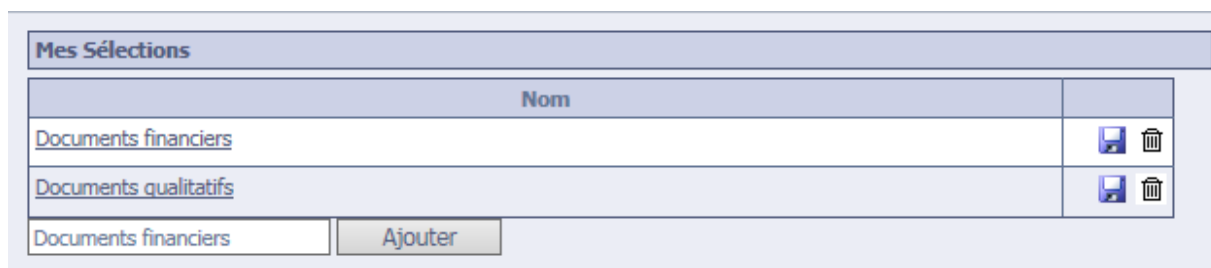 Mes Sélections
Nom
Documents financiers
Documents qualitatifs
Documents financiers Ajouter